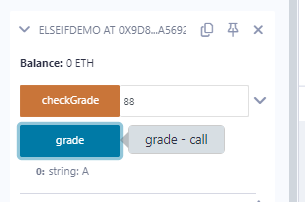 ELSEIFDEMO AT 0X9D8...A5692
Balance: 0 ETH
checkGrade 88
grade grade - call
0: string: A